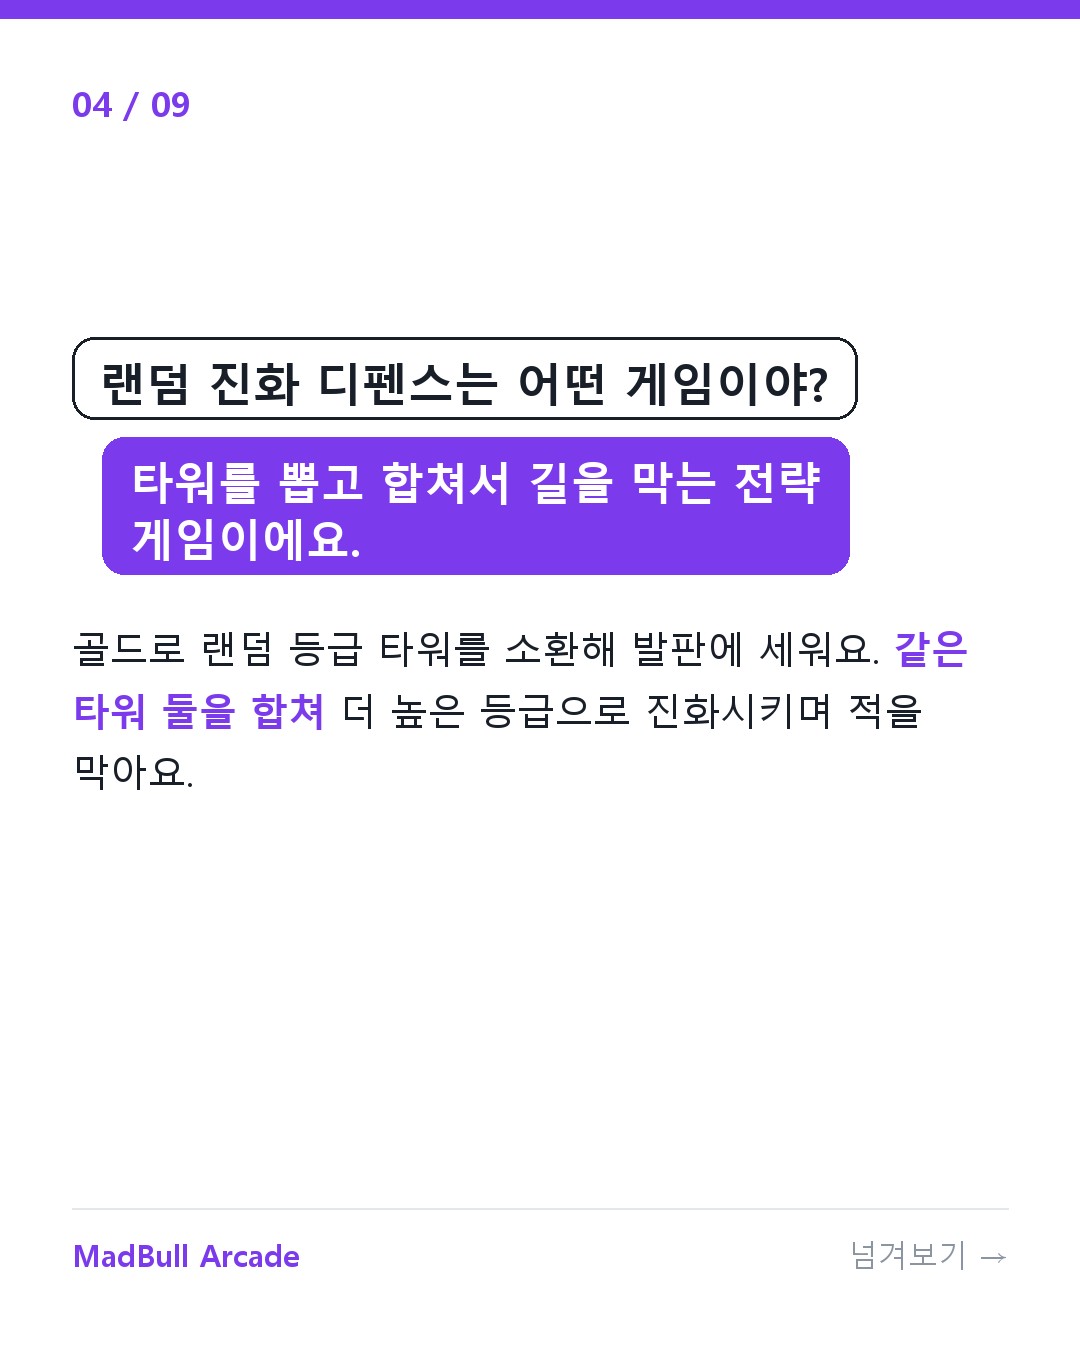 04 / 09
랜덤 진화 디펜스는 어떤 게임이야?
타워를 뽑고 합쳐서 길을 막는 전략
게임이에요.
골드로 랜덤 등급 타워를 소환해 발판에 세워요. 같은
타워 둘을 합쳐 더 높은 등급으로 진화시키며 적을
막아요.
MadBull Arcade
넘겨보기 →